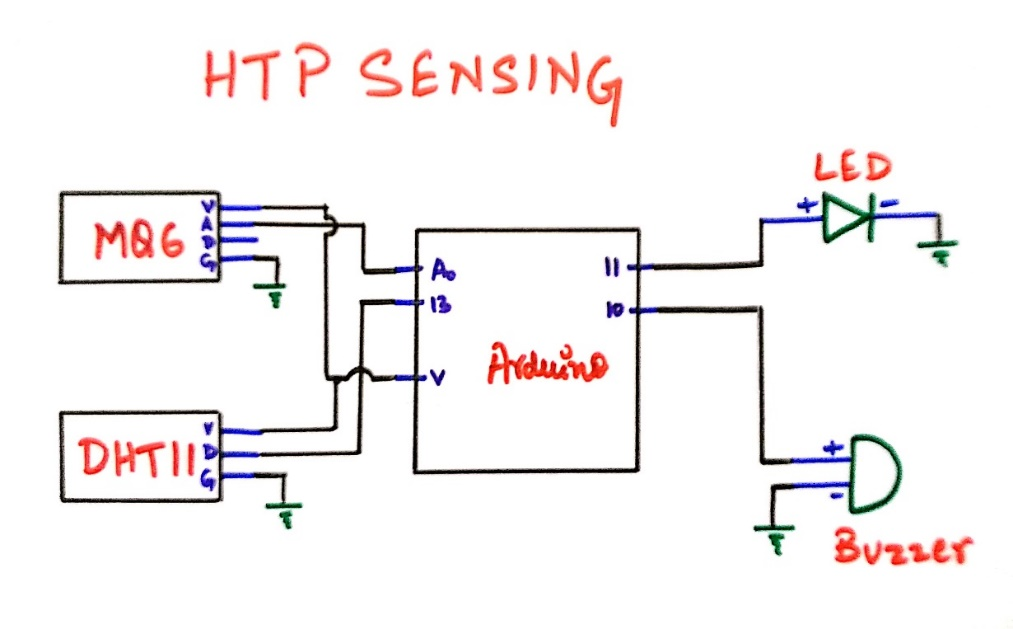 HTP SENSING
LED
+ -
MQ6
V
A
D
G
A0
13
V
Arduino
11
10
DHT11
V
D
G
+
-
Buzzer